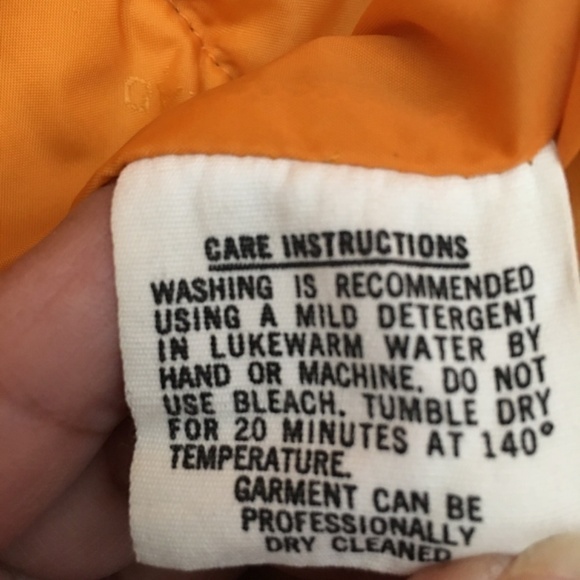 CARE INSTRUCTIONS
WASHING IS RECOMMENDED
USING A MILD DETERGENT
IN LUKEWARM WATER BY
HAND OR MACHINE. DO NOT
USE BLEACH. TUMBLE DRY
FOR 20 MINUTES AT 140°
TEMPERATURE.
GARMENT CAN BE
PROFESSIONALLY
DRY CLEANED